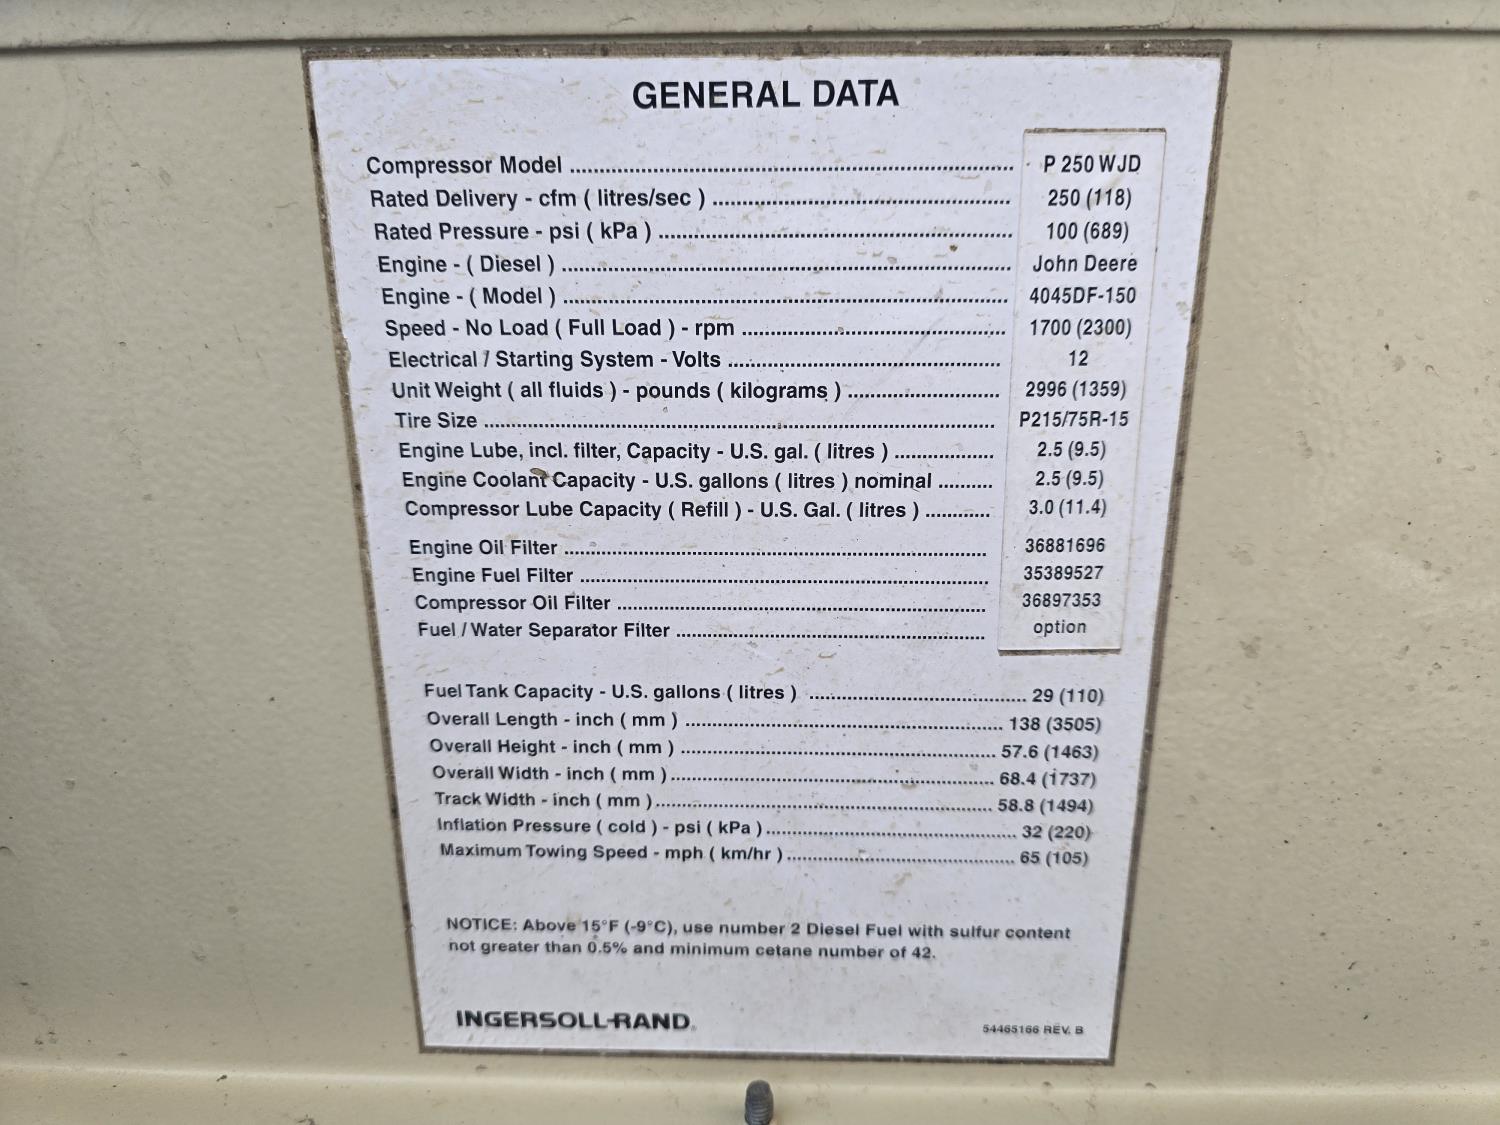 GENERAL DATA
Compressor Model ........ P 250 WJD
Rated Delivery - cfm ( litres/sec ) ........ 250 (118)
Rated Pressure - psi ( kPa ) ........ 100 (689)
Engine - ( Diesel ) ........ John Deere
Engine - ( Model ) ........ 4045DF-150
Speed - No Load ( Full Load ) - rpm ........ 1700 (2300)
Electrical / Starting System - Volts ........ 12
Unit Weight ( all fluids ) - pounds ( kilograms ) ........ 2996 (1359)
Tire Size ........ P215/75R-15
Engine Lube, incl. filter, Capacity - U.S. gal. ( litres ) ........ 2.5 (9.5)
Engine Coolant Capacity - U.S. gallons ( litres ) nominal ........ 2.5 (9.5)
Compressor Lube Capacity ( Refill ) - U.S. Gal. ( litres ) ........ 3.0 (11.4)
Engine Oil Filter ........ 36881696
Engine Fuel Filter ........ 35389527
Compressor Oil Filter ........ 36897353
Fuel / Water Separator Filter ........ option
Fuel Tank Capacity - U.S. gallons ( litres ) ........ 29 (110)
Overall Length - inch ( mm ) ........ 138 (3505)
Overall Height - inch ( mm ) ........ 57.6 (1463)
Overall Width - inch ( mm ) ........ 68.4 (1737)
Track Width - inch ( mm ) ........ 58.8 (1494)
Inflation Pressure ( cold ) - psi ( kPa ) ........ 32 (220)
Maximum Towing Speed - mph ( km/hr ) ........ 65 (105)
NOTICE: Above 15°F (-9°C), use number 2 Diesel Fuel with sulfur content
not greater than 0.5% and minimum cetane number of 42.
INGERSOLL-RAND®
54465166 REV. B